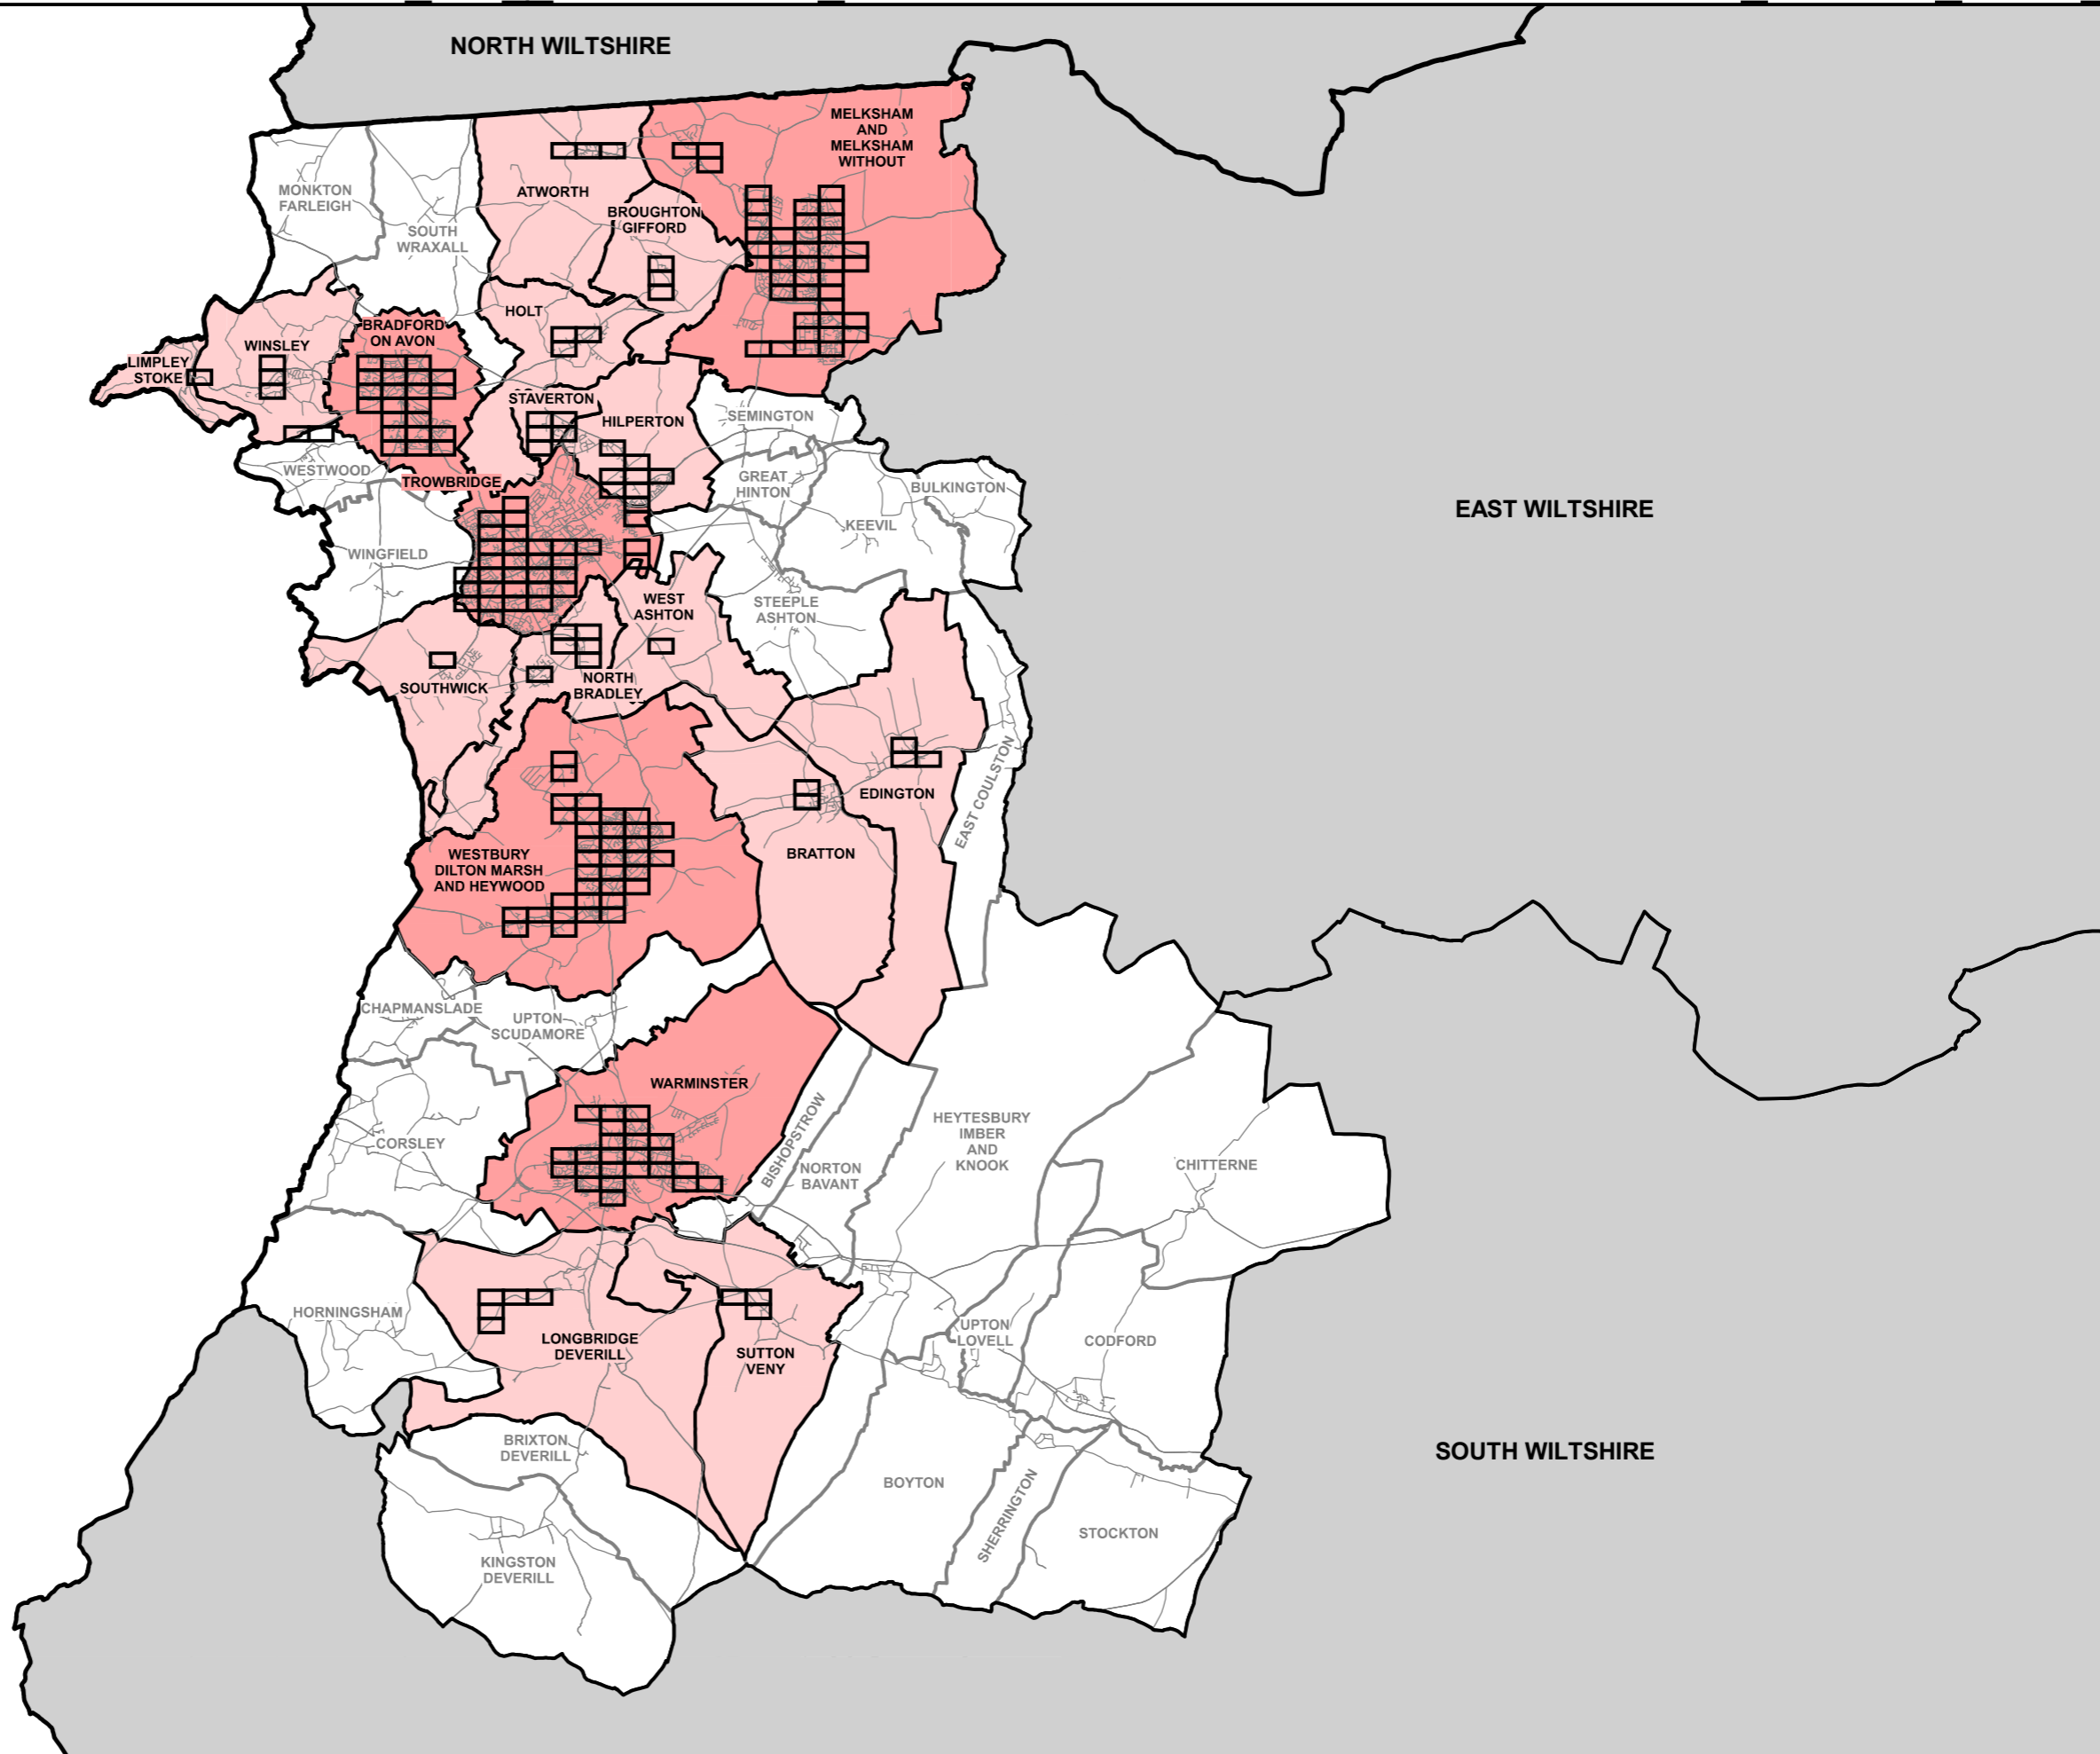 NORTH WILTSHIRE
MELKSHAM
AND
MELKSHAM
WITHOUT
MONKTON
FARLEIGH
ATWORTH
BROUGHTON
GIFFORD
SOUTH
WRAXALL
HOLT
BRADFORD
ON AVON
WINSLEY
LIMPLEY
STOKE
STAVERTON
HILPERTON
SEMINGTON
WESTWOOD
TROWBRIDGE
GREAT
HINTON
BULKINGTON
EAST WILTSHIRE
KEEVIL
WINGFIELD
WEST
ASHTON
STEEPLE
ASHTON
SOUTHWICK
NORTH
BRADLEY
EDINGTON
EAST COULSTON
BRATTON
WESTBURY
DILTON MARSH
AND HEYWOOD
CHAPMANSLADE
UPTON
SCUDAMORE
WARMINSTER
BISHOPSTROW
HEYTESBURY
IMBER
AND
KNOOK
CORSLEY
NORTON
BAVANT
CHITTERNE
HORNINGSHAM
LONGBRIDGE
DEVERILL
SUTTON
VENY
UPTON
LOVELL
CODFORD
BRIXTON
DEVERILL
SOUTH WILTSHIRE
BOYTON
SHERRINGTON
STOCKTON
KINGSTON
DEVERILL